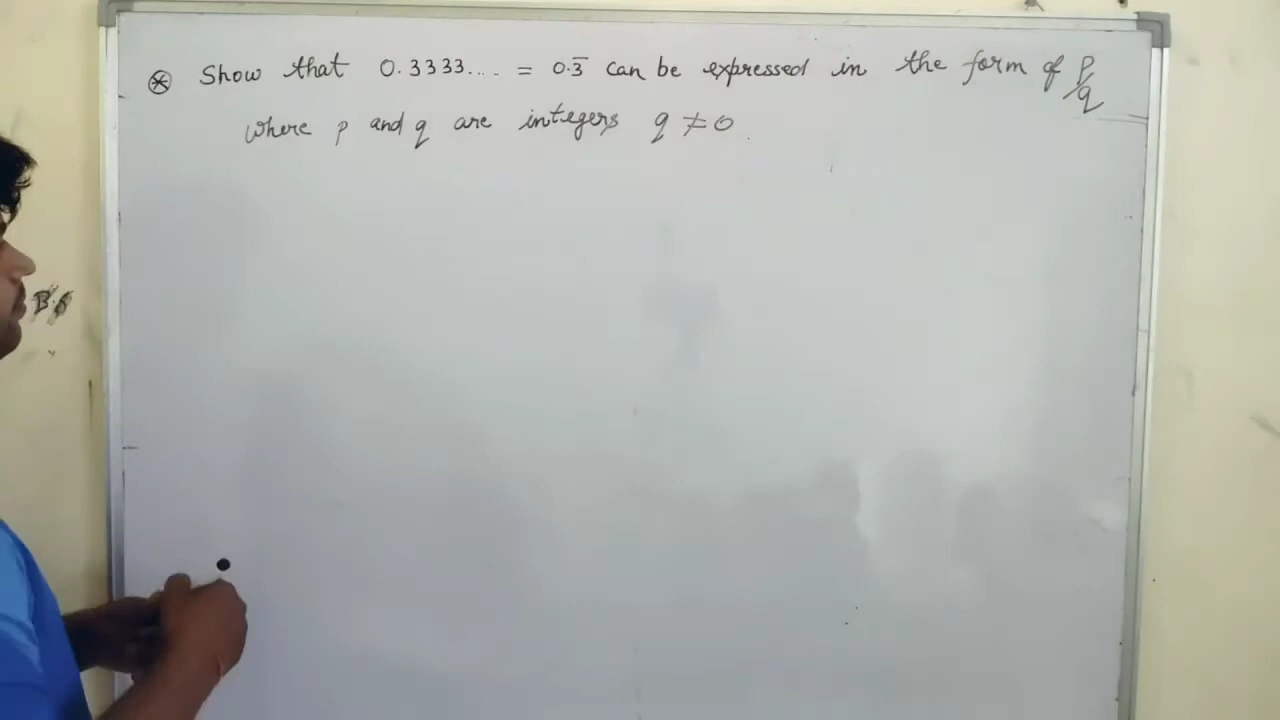 ⊛ Show that 0.3333.... = 0.3̅ can be expressed in the form of p/q
where p and q are integers q ≠ 0.